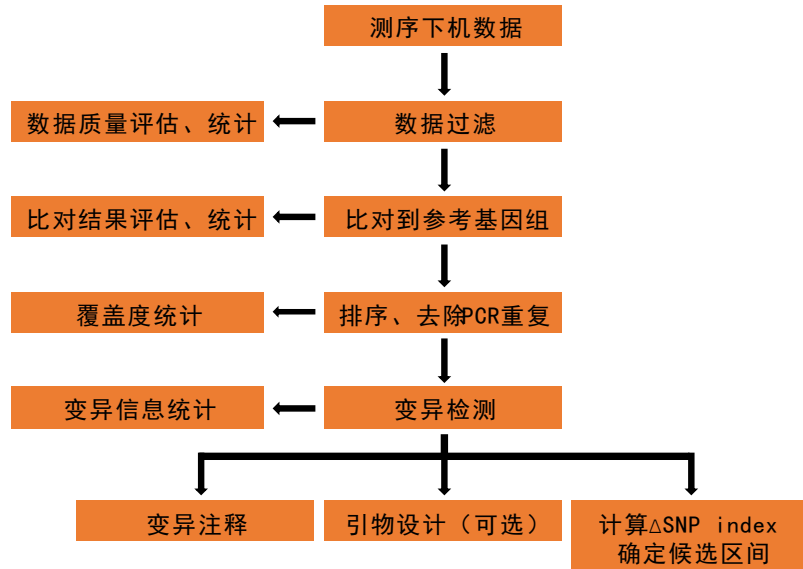 测序下机数据
数据质量评估、统计
数据过滤
比对结果评估、统计
比对到参考基因组
覆盖度统计
排序、去除PCR重复
变异信息统计
变异检测
变异注释
引物设计（可选）
计算△SNP index
确定候选区间